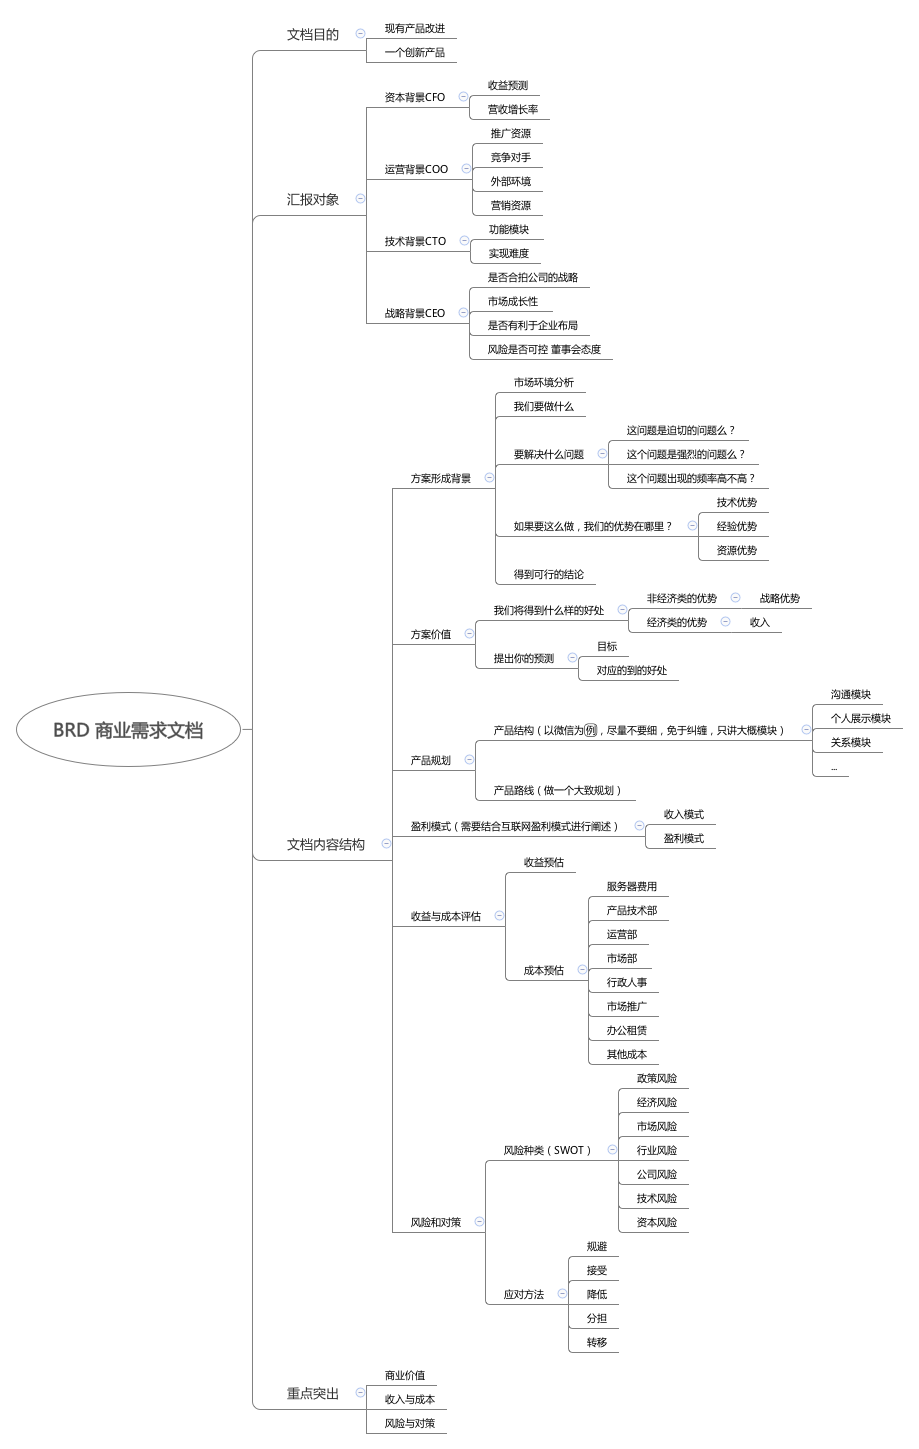 文档目的
现有产品改进
一个创新产品
汇报对象
资本背景CFO
收益预测
营收增长率
运营背景COO
推广资源
竞争对手
外部环境
营销资源
技术背景CTO
功能模块
实现难度
战略背景CEO
是否合拍公司的战略
市场成长性
是否有利于企业布局
风险是否可控 董事会态度
BRD 商业需求文档
文档内容结构
方案形成背景
市场环境分析
我们要做什么
要解决什么问题
这问题是迫切的问题么？
这个问题是强烈的问题么？
这个问题出现的频率高不高？
如果要这么做，我们的优势在哪里？
技术优势
经验优势
资源优势
得到可行的结论
方案价值
我们将得到什么样的好处
非经济类的优势
战略优势
经济类的优势
收入
提出你的预测
目标
对应的到的好处
产品规划
产品结构（以微信为例，尽量不要细，免于纠缠，只讲大概模块）
沟通模块
个人展示模块
关系模块
...
产品路线（做一个大致规划）
盈利模式（需要结合互联网盈利模式进行阐述）
收入模式
盈利模式
收益与成本评估
收益预估
成本预估
服务器费用
产品技术部
运营部
市场部
行政人事
市场推广
办公租赁
其他成本
风险和对策
风险种类（SWOT）
政策风险
经济风险
市场风险
行业风险
公司风险
技术风险
资本风险
应对方法
规避
接受
降低
分担
转移
重点突出
商业价值
收入与成本
风险与对策